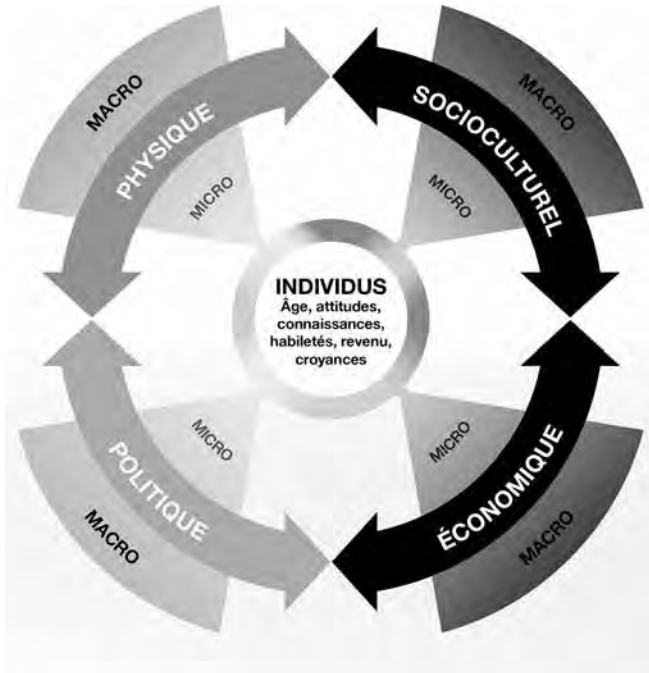 MACRO
PHYSIQUE
MICRO
MACRO
SOCIOCULTUREL
MICRO
INDIVIDUS
Âge, attitudes,
connaissances,
habiletés, revenu,
croyances
MICRO
POLITIQUE
MACRO
MICRO
ÉCONOMIQUE
MACRO